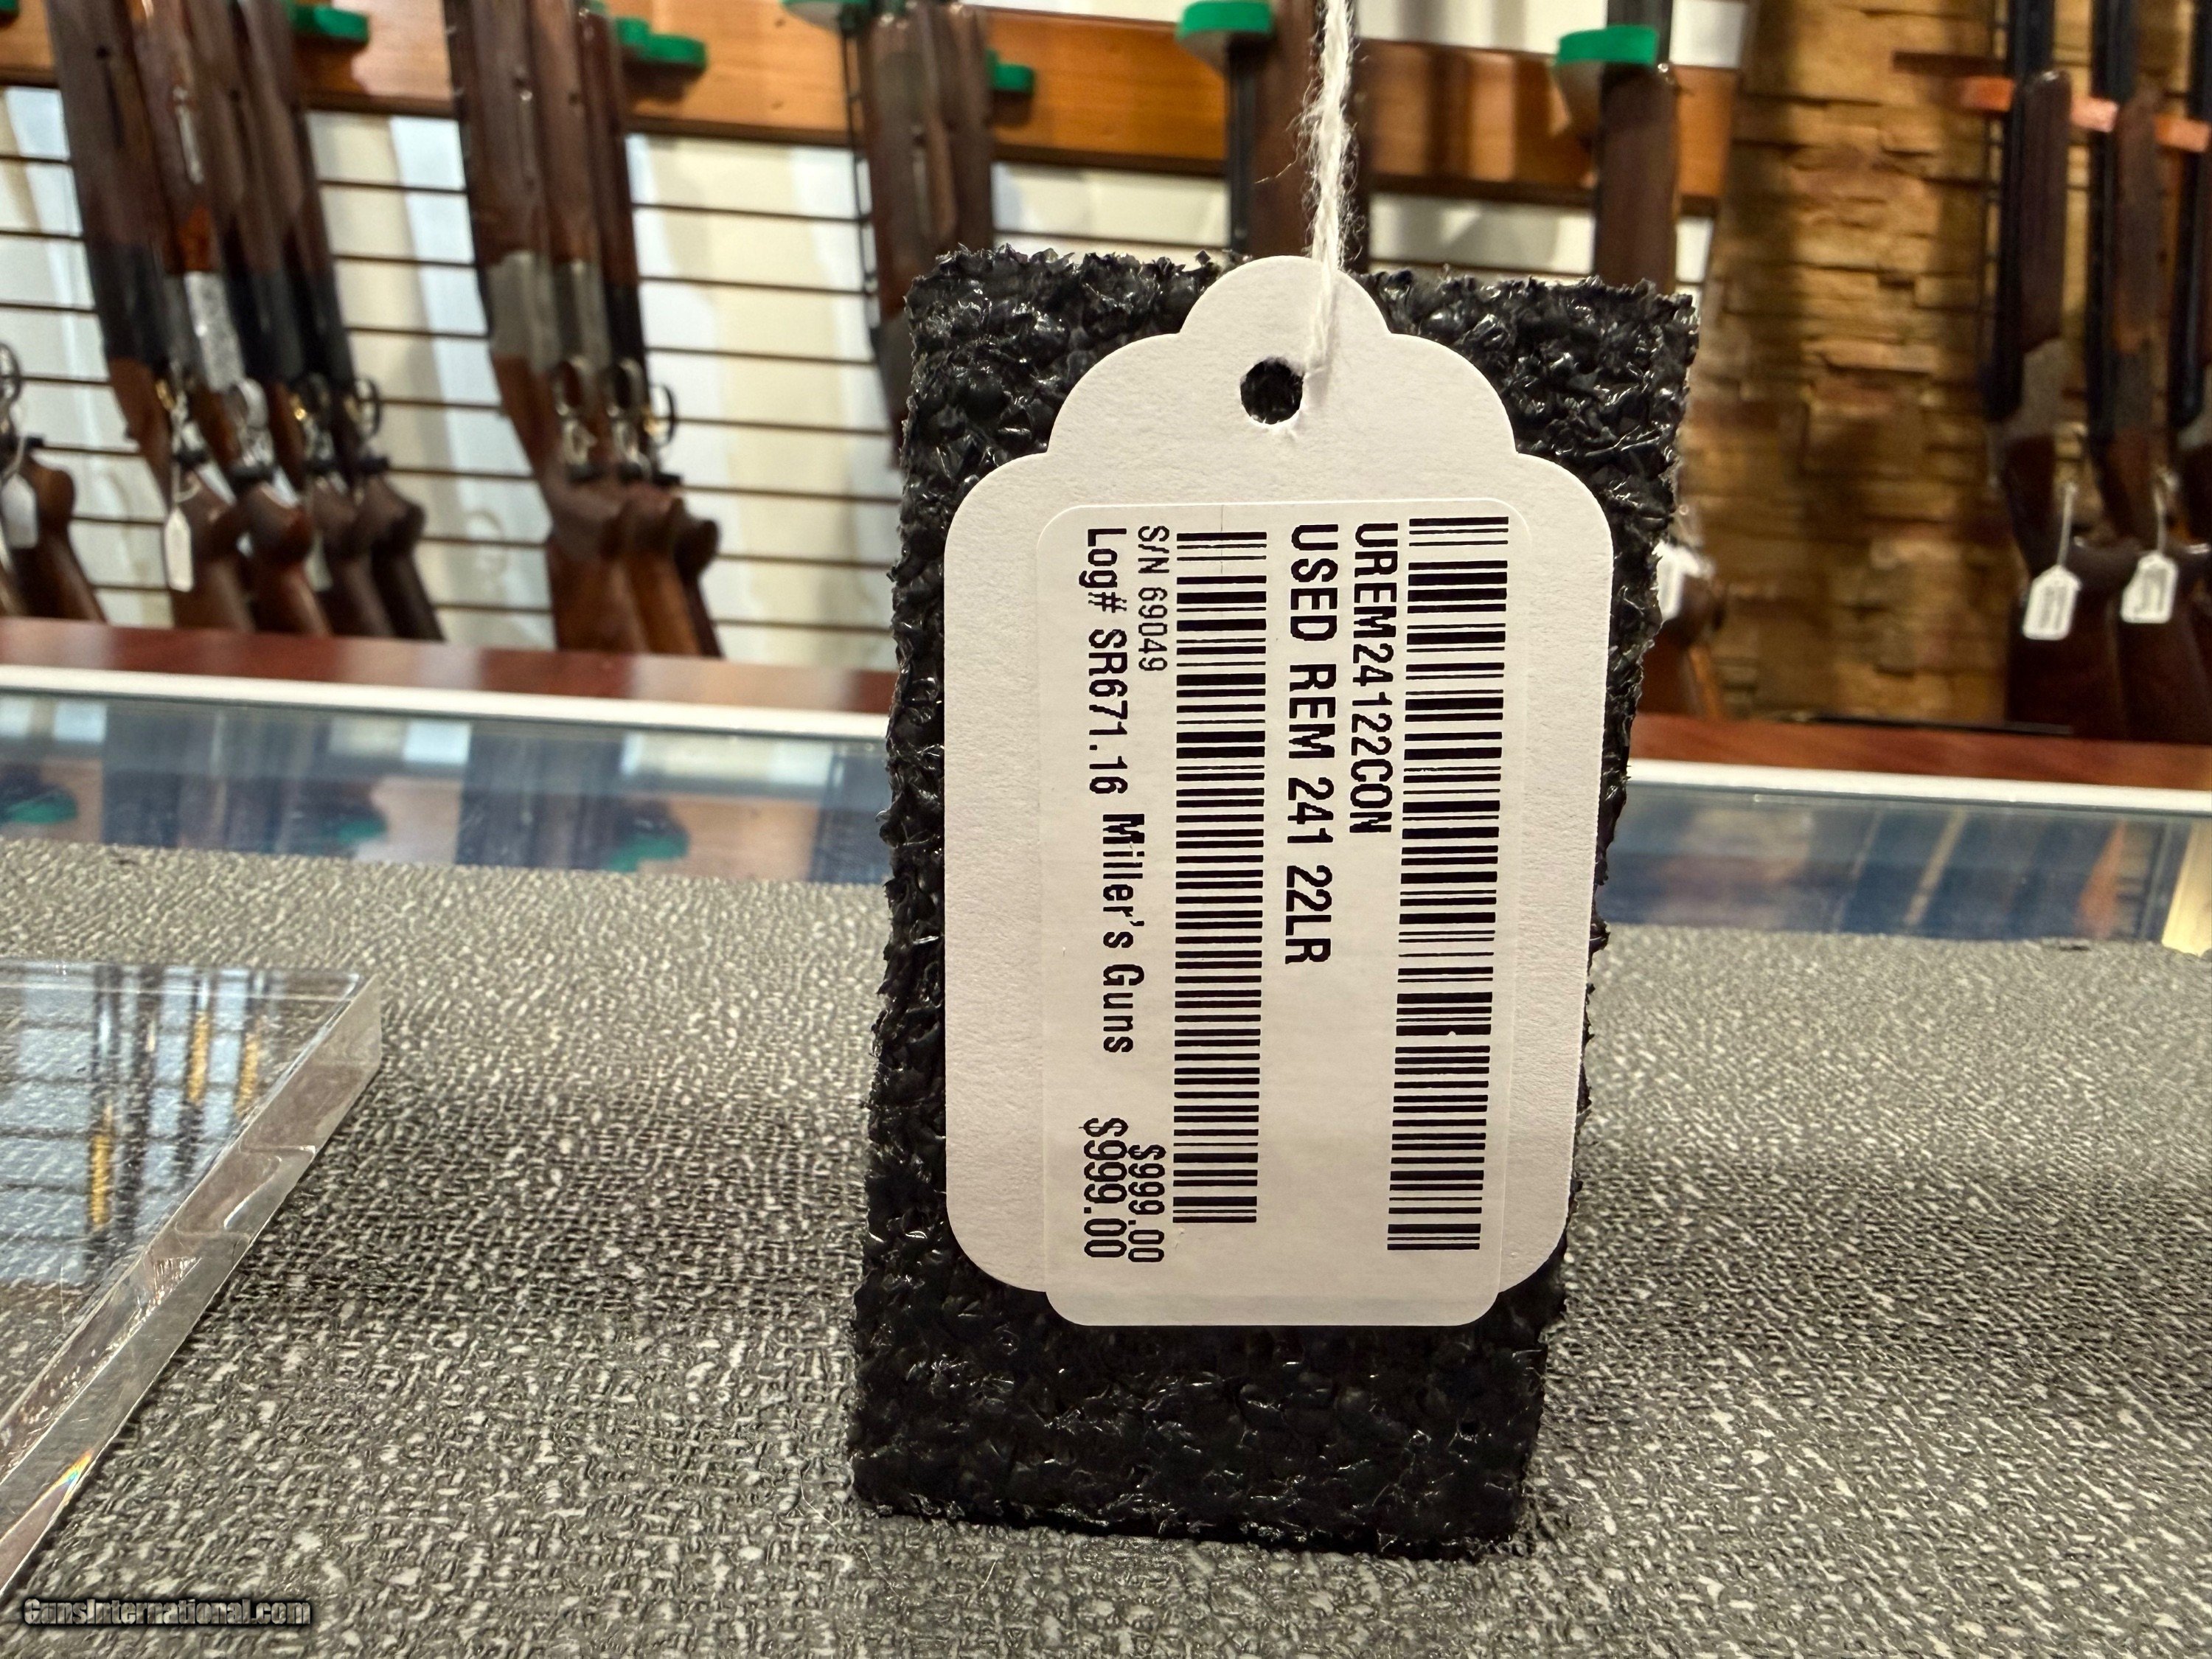 UREM24122CON
USED REM 241 22LR
S/N 69049 $999.00
Log# SR671.16 Miller's Guns $999.00
GunsInternational.com